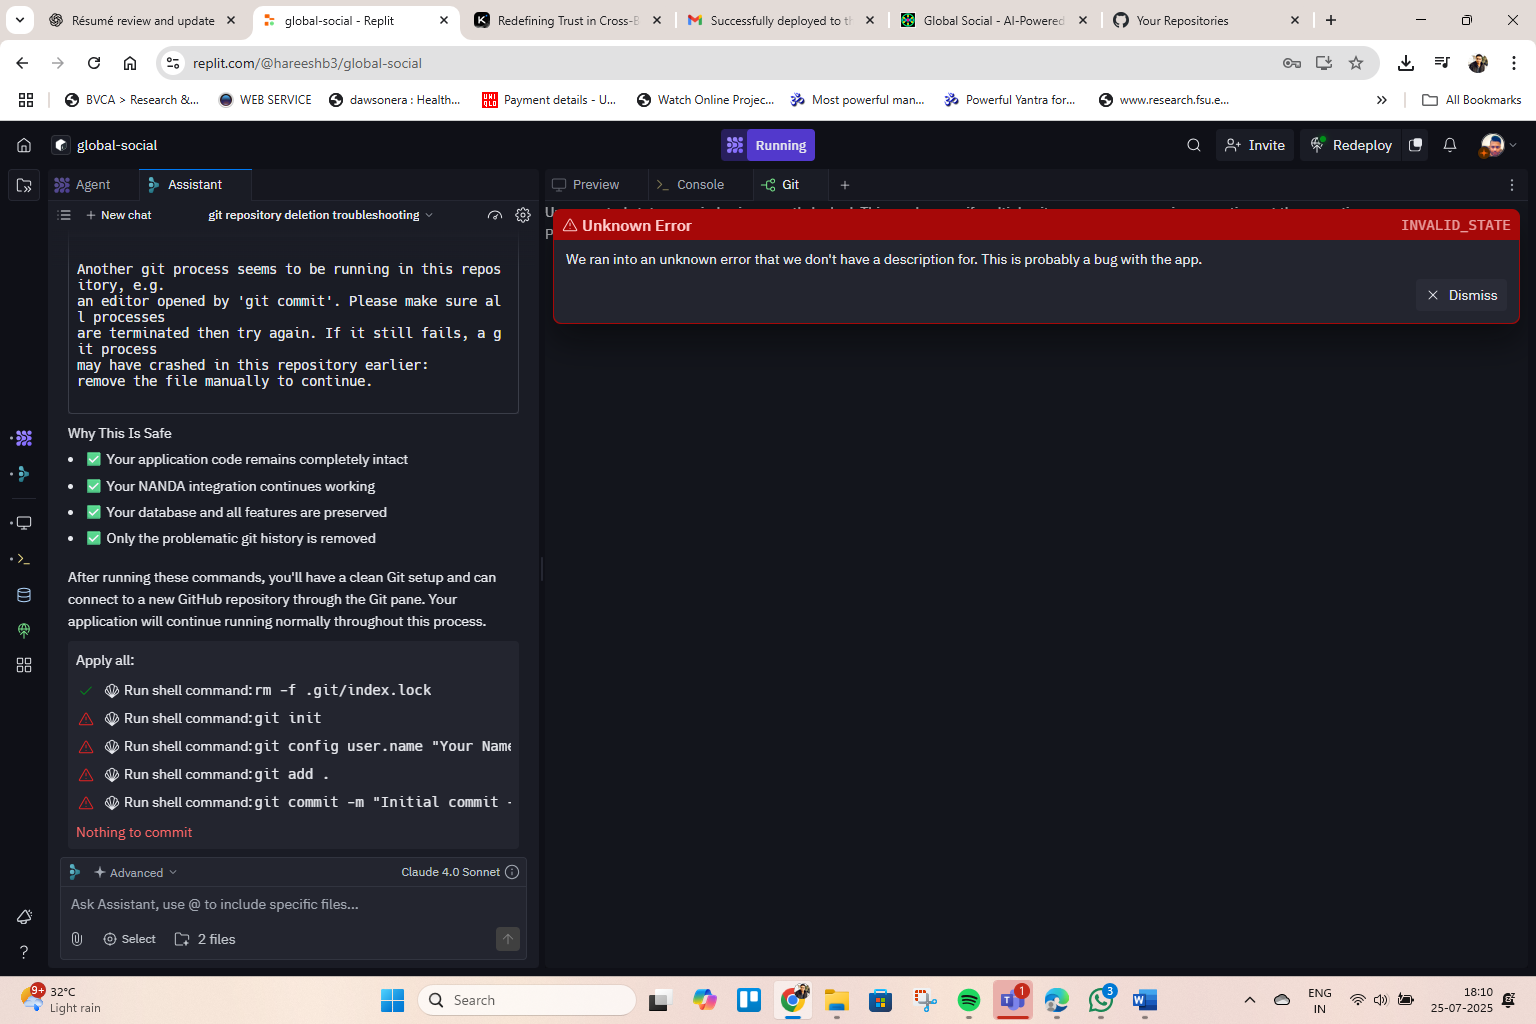 Résumé review and update
global-social - Replit
Redefining Trust in Cross-B
Successfully deployed to th
Global Social - AI-Powered
Your Repositories
replit.com/@hareeshb3/global-social
BVCA > Research &...
WEB SERVICE
dawsonera : Health...
UNI QLO
Payment details - U...
Watch Online Projec...
Most powerful man...
Powerful Yantra for...
www.research.fsu.e...
All Bookmarks
global-social
Running
Invite
Redeploy
Agent
Assistant
Preview
Console
Git
New chat
git repository deletion troubleshooting
Unknown Error
INVALID_STATE
We ran into an unknown error that we don't have a description for. This is probably a bug with the app.
Dismiss
Another git process seems to be running in this repos
itory, e.g.
an editor opened by 'git commit'. Please make sure al
l processes
are terminated then try again. If it still fails, a g
it process
may have crashed in this repository earlier:
remove the file manually to continue.
Why This Is Safe
✅ Your application code remains completely intact
✅ Your NANDA integration continues working
✅ Your database and all features are preserved
✅ Only the problematic git history is removed
After running these commands, you'll have a clean Git setup and can
connect to a new GitHub repository through the Git pane. Your
application will continue running normally throughout this process.
Apply all:
Run shell command: rm -f .git/index.lock
Run shell command: git init
Run shell command: git config user.name "Your Name
Run shell command: git add .
Run shell command: git commit -m "Initial commit -
Nothing to commit
Advanced
Claude 4.0 Sonnet
Ask Assistant, use @ to include specific files...
Select
2 files
9+
32°C
Light rain
Search
1
3
ENG
IN
18:10
25-07-2025